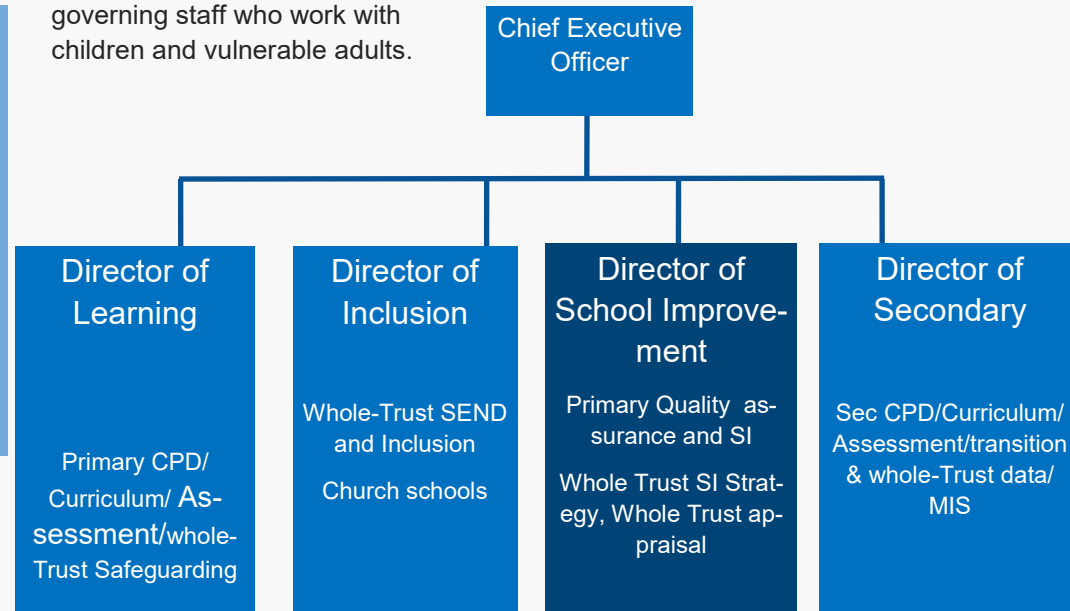 governing staff who work with
children and vulnerable adults.
Chief Executive
Officer
Director of
Learning
Primary CPD/
Curriculum/ As-
sessment/whole-
Trust Safeguarding
Director of
Inclusion
Whole-Trust SEND
and Inclusion
Church schools
Director of
School Improve-
ment
Primary Quality as-
surance and SI
Whole Trust SI Strat-
egy, Whole Trust ap-
praisal
Director of
Secondary
Sec CPD/Curriculum/
Assessment/transition
& whole-Trust data/
MIS